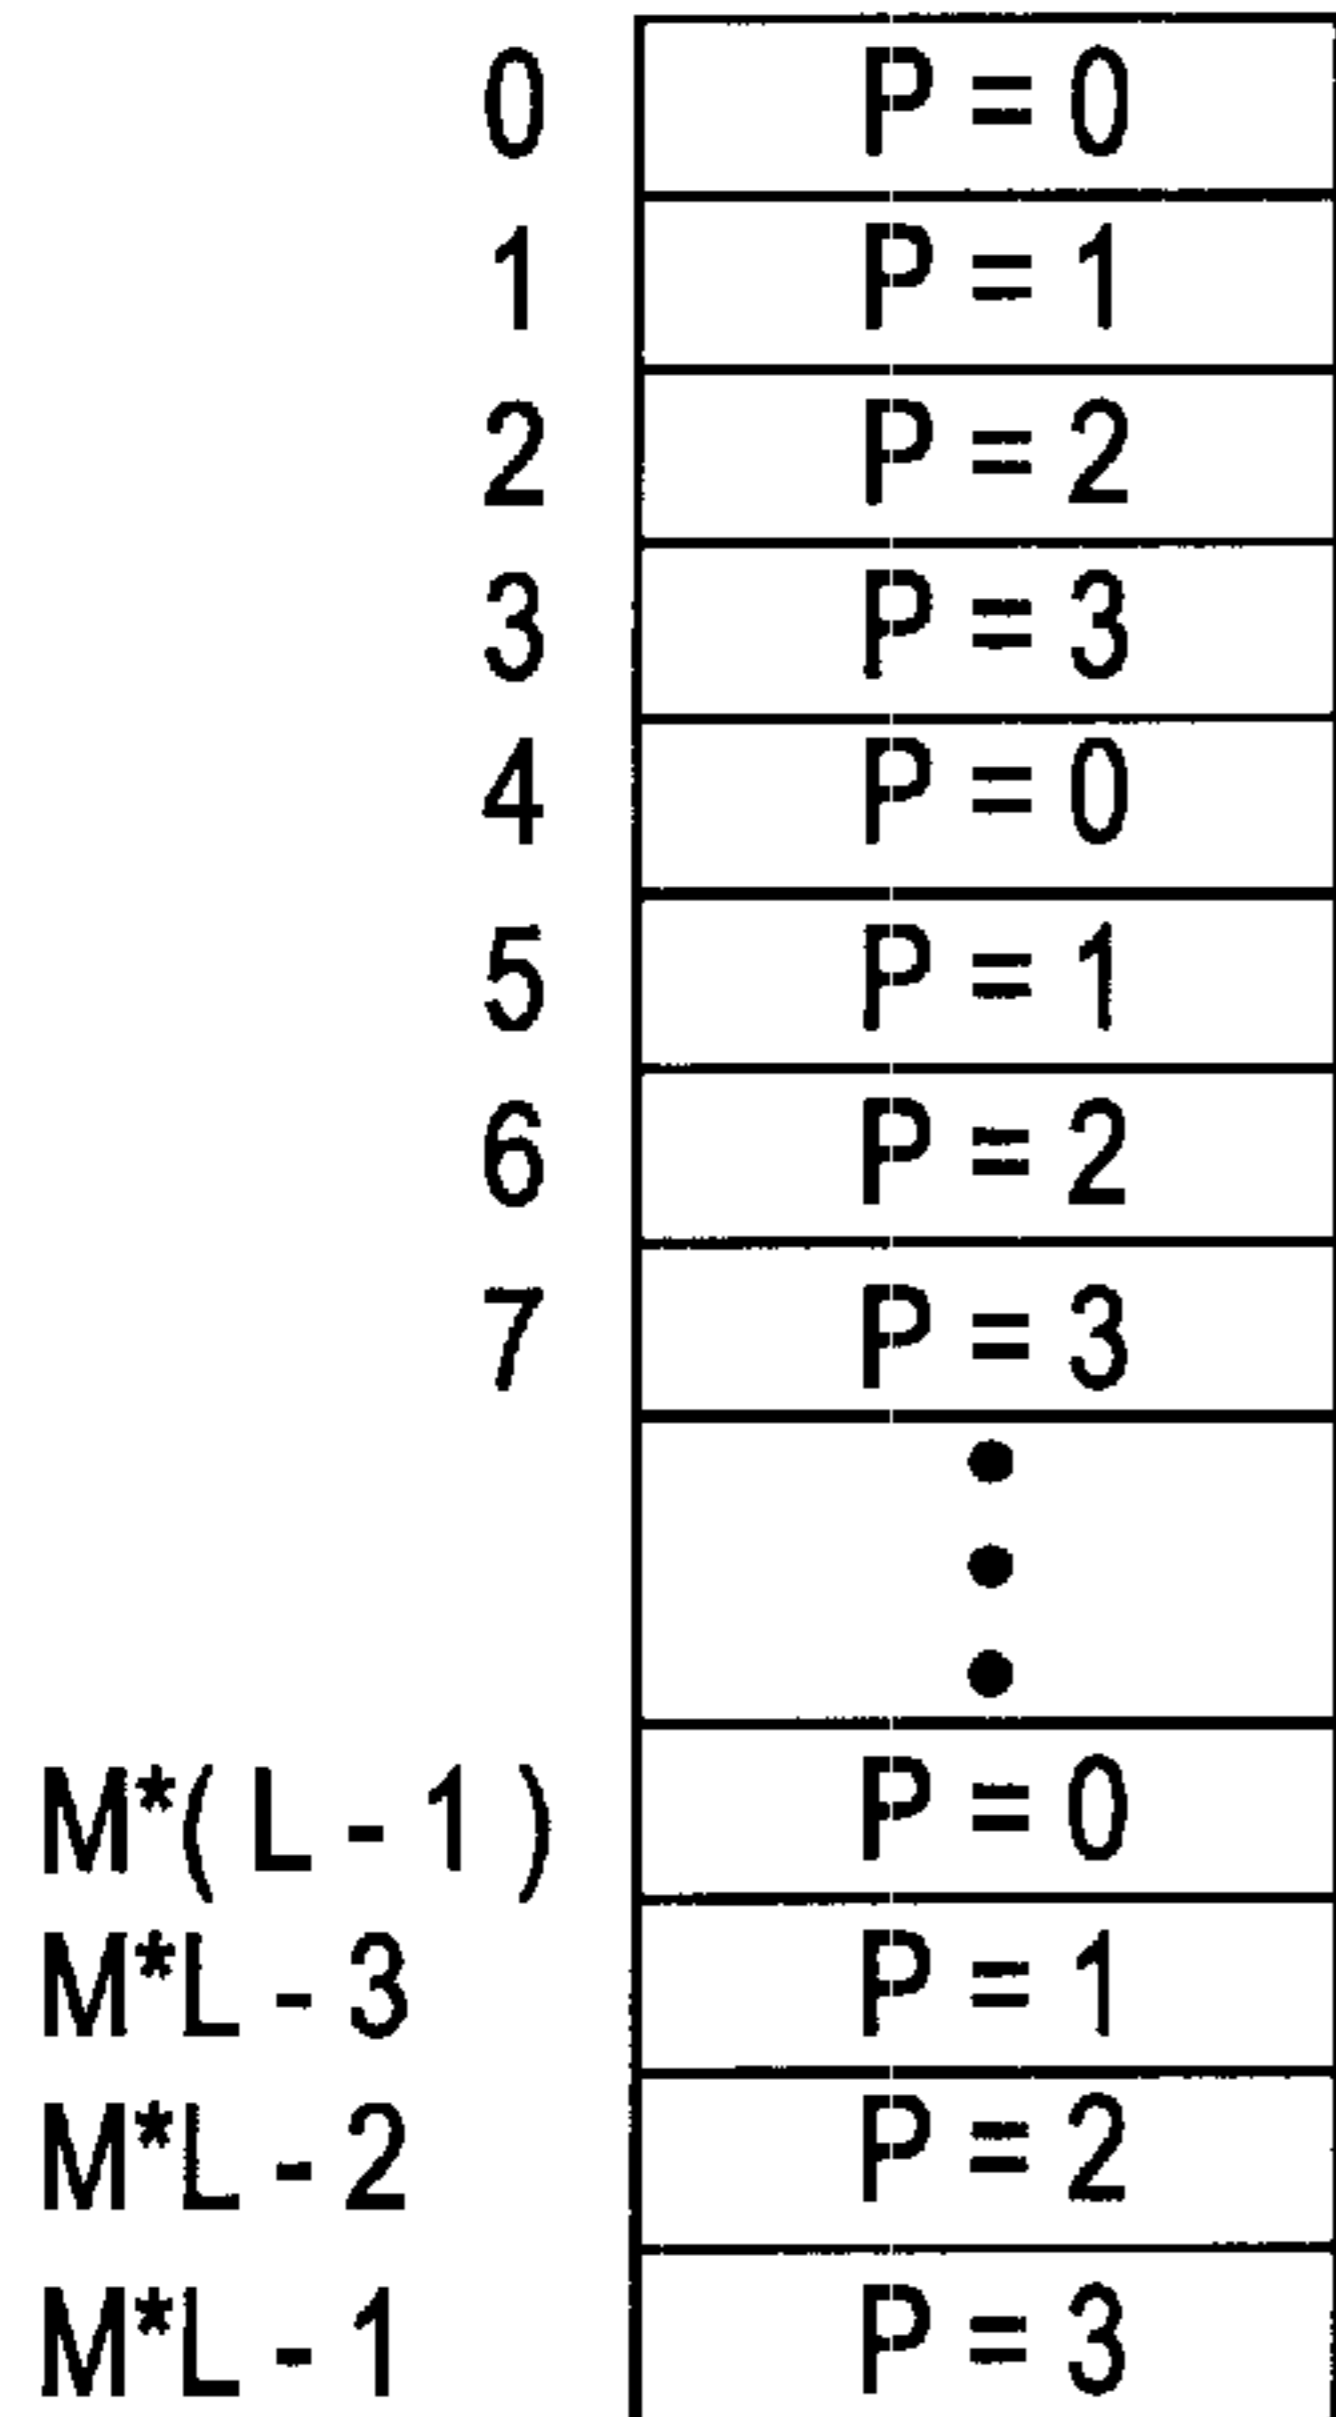 0 P = 0
1 P = 1
2 P = 2
3 P = 3
4 P = 0
5 P = 1
6 P = 2
7 P = 3
M*( L - 1 ) P = 0
M*L - 3 P = 1
M*L - 2 P = 2
M*L - 1 P = 3